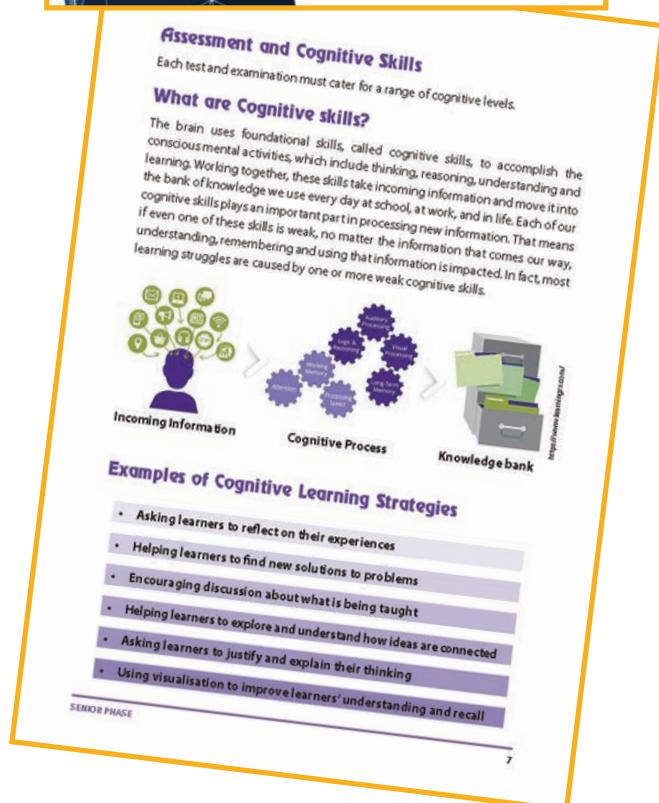 Assessment and Cognitive Skills
Each test and examination must cater for a range of cognitive levels.
What are Cognitive skills?
The brain uses foundational skills, called cognitive skills, to accomplish the
conscious mental activities, which include thinking, reasoning, understanding and
learning. Working together, these skills take incoming information and move it into
the bank of knowledge we use every day at school, at work, and in life. Each of our
cognitive skills plays an important part in processing new information. That means
if even one of these skills is weak, no matter the information that comes our way,
understanding, remembering and using that information is impacted. In fact, most
learning struggles are caused by one or more weak cognitive skills.
Attention
Working
Memory
Processing
Speed
Logic &
Reasoning
Auditory
Processing
Visual
Processing
Long-Term
Memory
Incoming Information
Cognitive Process
Knowledge bank
https://www.learningrx.com/
Examples of Cognitive Learning Strategies
• Asking learners to reflect on their experiences
• Helping learners to find new solutions to problems
• Encouraging discussion about what is being taught
• Helping learners to explore and understand how ideas are connected
• Asking learners to justify and explain their thinking
• Using visualisation to improve learners' understanding and recall
SENIOR PHASE
7